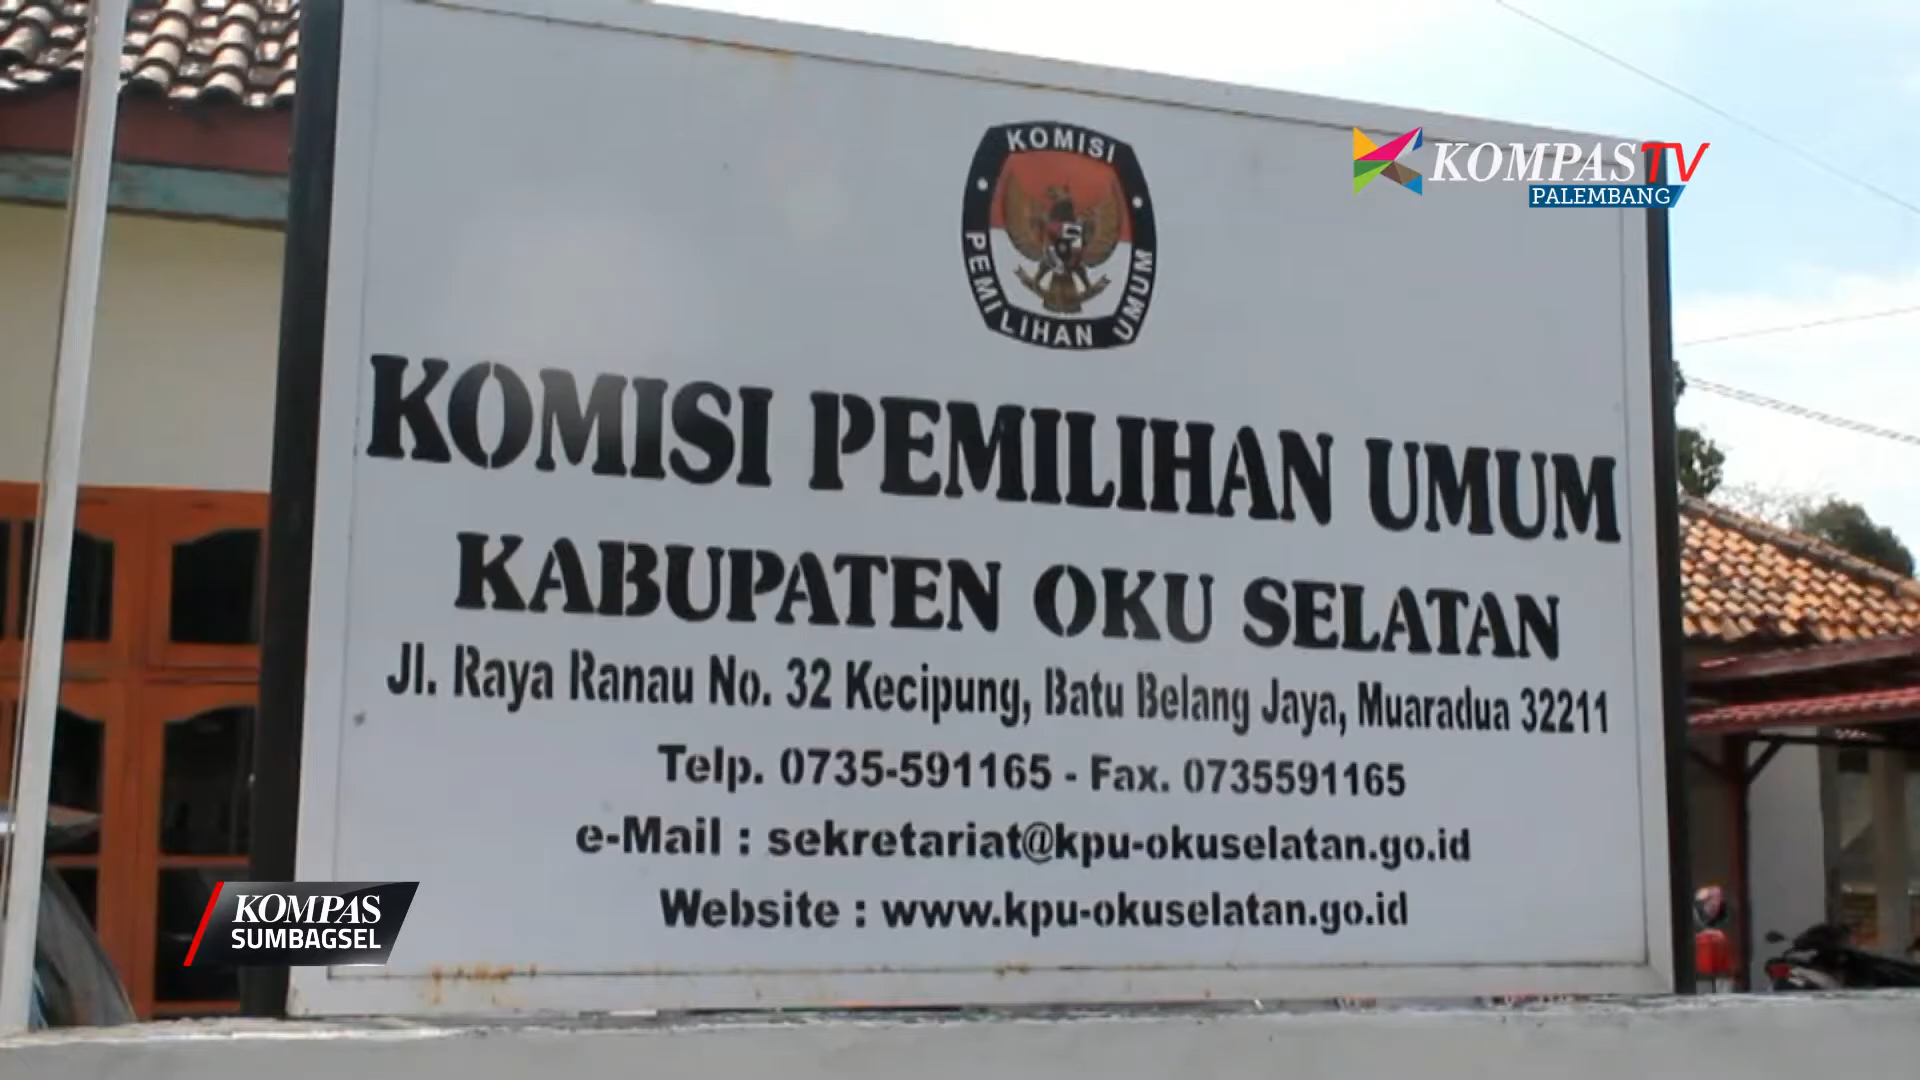 KOMISI
PEMILIHAN UMUM
KOMPASTV
PALEMBANG
KOMISI PEMILIHAN UMUM
KABUPATEN OKU SELATAN
Jl. Raya Ranau No. 32 Kecipung, Batu Belang Jaya, Muaradua 32211
Telp. 0735-591165 - Fax. 0735591165
e-Mail : sekretariat@kpu-okuselatan.go.id
Website : www.kpu-okuselatan.go.id
KOMPAS
SUMBAGSEL